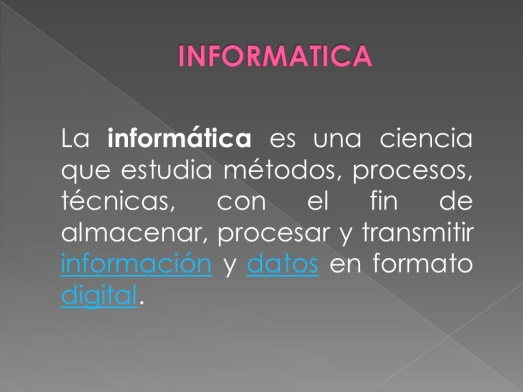 INFORMATICA
La informática es una ciencia
que estudia métodos, procesos,
técnicas, con el fin de
almacenar, procesar y transmitir
información y datos en formato
digital.